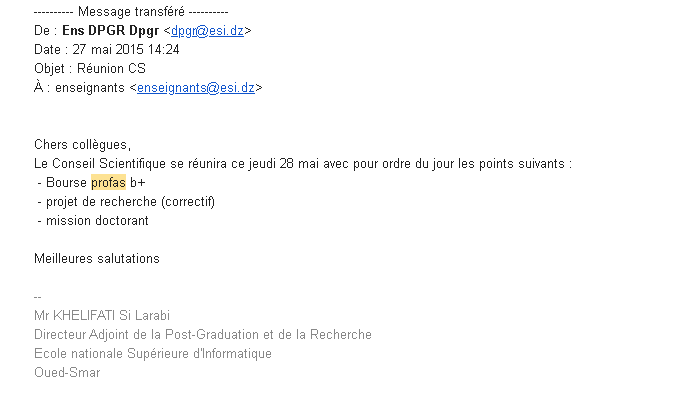 ---------- Message transféré ----------
De : Ens DPGR Dpgr <dpgr@esi.dz>
Date : 27 mai 2015 14:24
Objet : Réunion CS
À : enseignants <enseignants@esi.dz>
Chers collègues,
Le Conseil Scientifique se réunira ce jeudi 28 mai avec pour ordre du jour les points suivants :
- Bourse profas b+
- projet de recherche (correctif)
- mission doctorant
Meilleures salutations
--
Mr KHELIFATI Si Larabi
Directeur Adjoint de la Post-Graduation et de la Recherche
Ecole nationale Supérieure d'Informatique
Oued-Smar